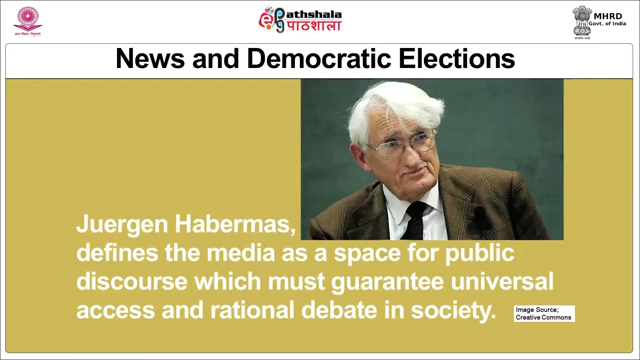 ePathshala
पाठशाला
MHRD
Govt. of India
News and Democratic Elections
Juergen Habermas,
defines the media as a space for public
discourse which must guarantee universal
access and rational debate in society.
Image Source;
Creative Commons